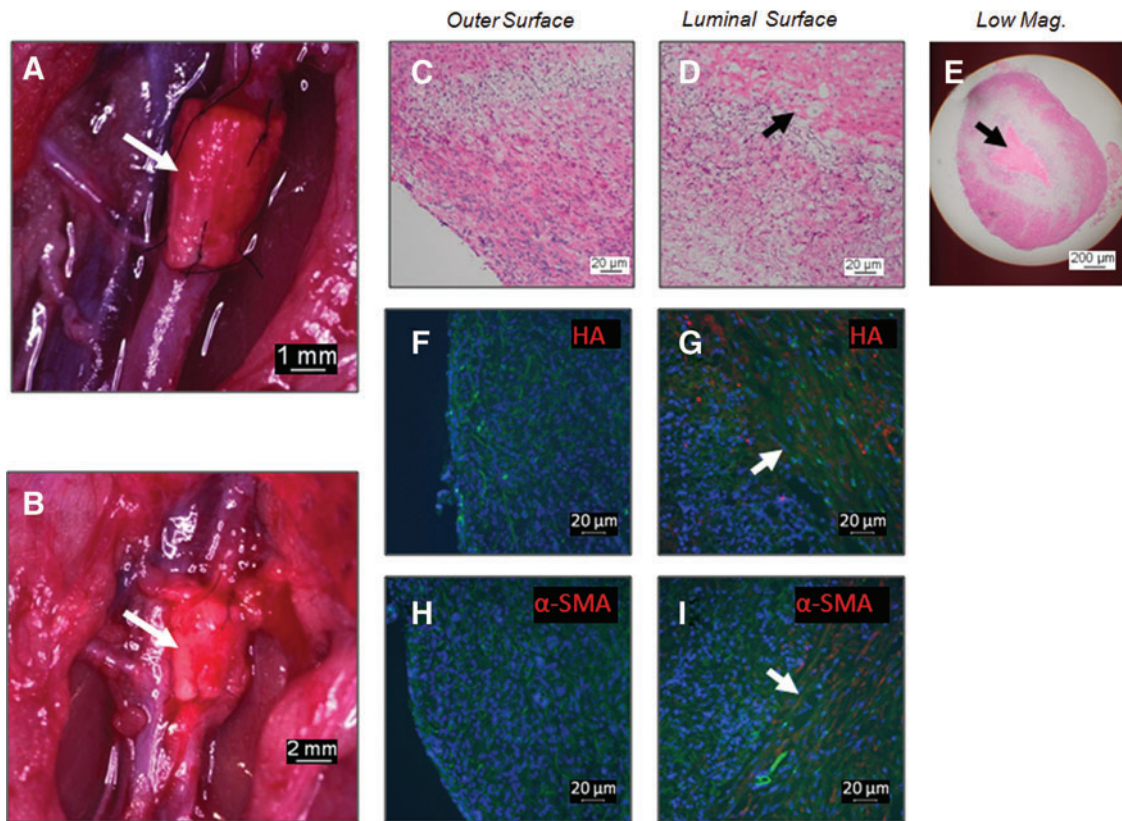 Outer Surface Luminal Surface Low Mag.
A
1 mm
B
2 mm
C
20 µm
D
20 µm
E
200 µm
F
HA
20 µm
G
HA
20 µm
H
α-SMA
20 µm
I
α-SMA
20 µm